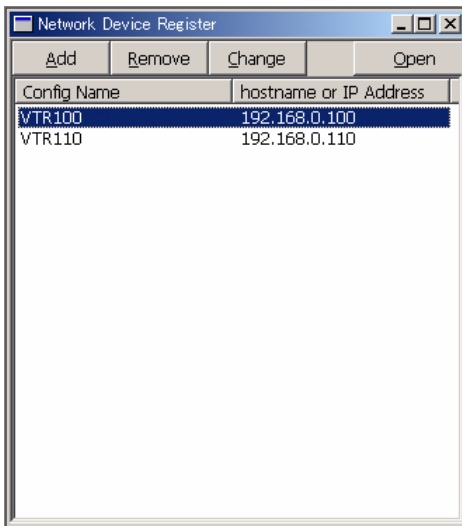 Network Device Register
Add Remove Change Open
Config Name hostname or IP Address
VTR100 192.168.0.100
VTR110 192.168.0.110